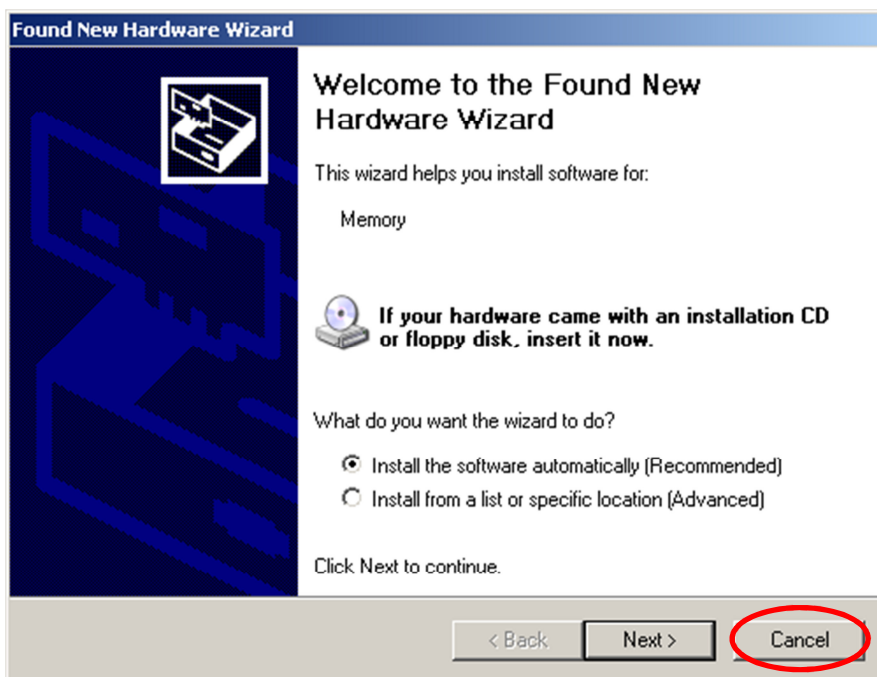 Found New Hardware Wizard
Welcome to the Found New
Hardware Wizard
This wizard helps you install software for:
Memory
If your hardware came with an installation CD
or floppy disk, insert it now.
What do you want the wizard to do?
Install the software automatically (Recommended)
Install from a list or specific location (Advanced)
Click Next to continue.
< Back Next > Cancel